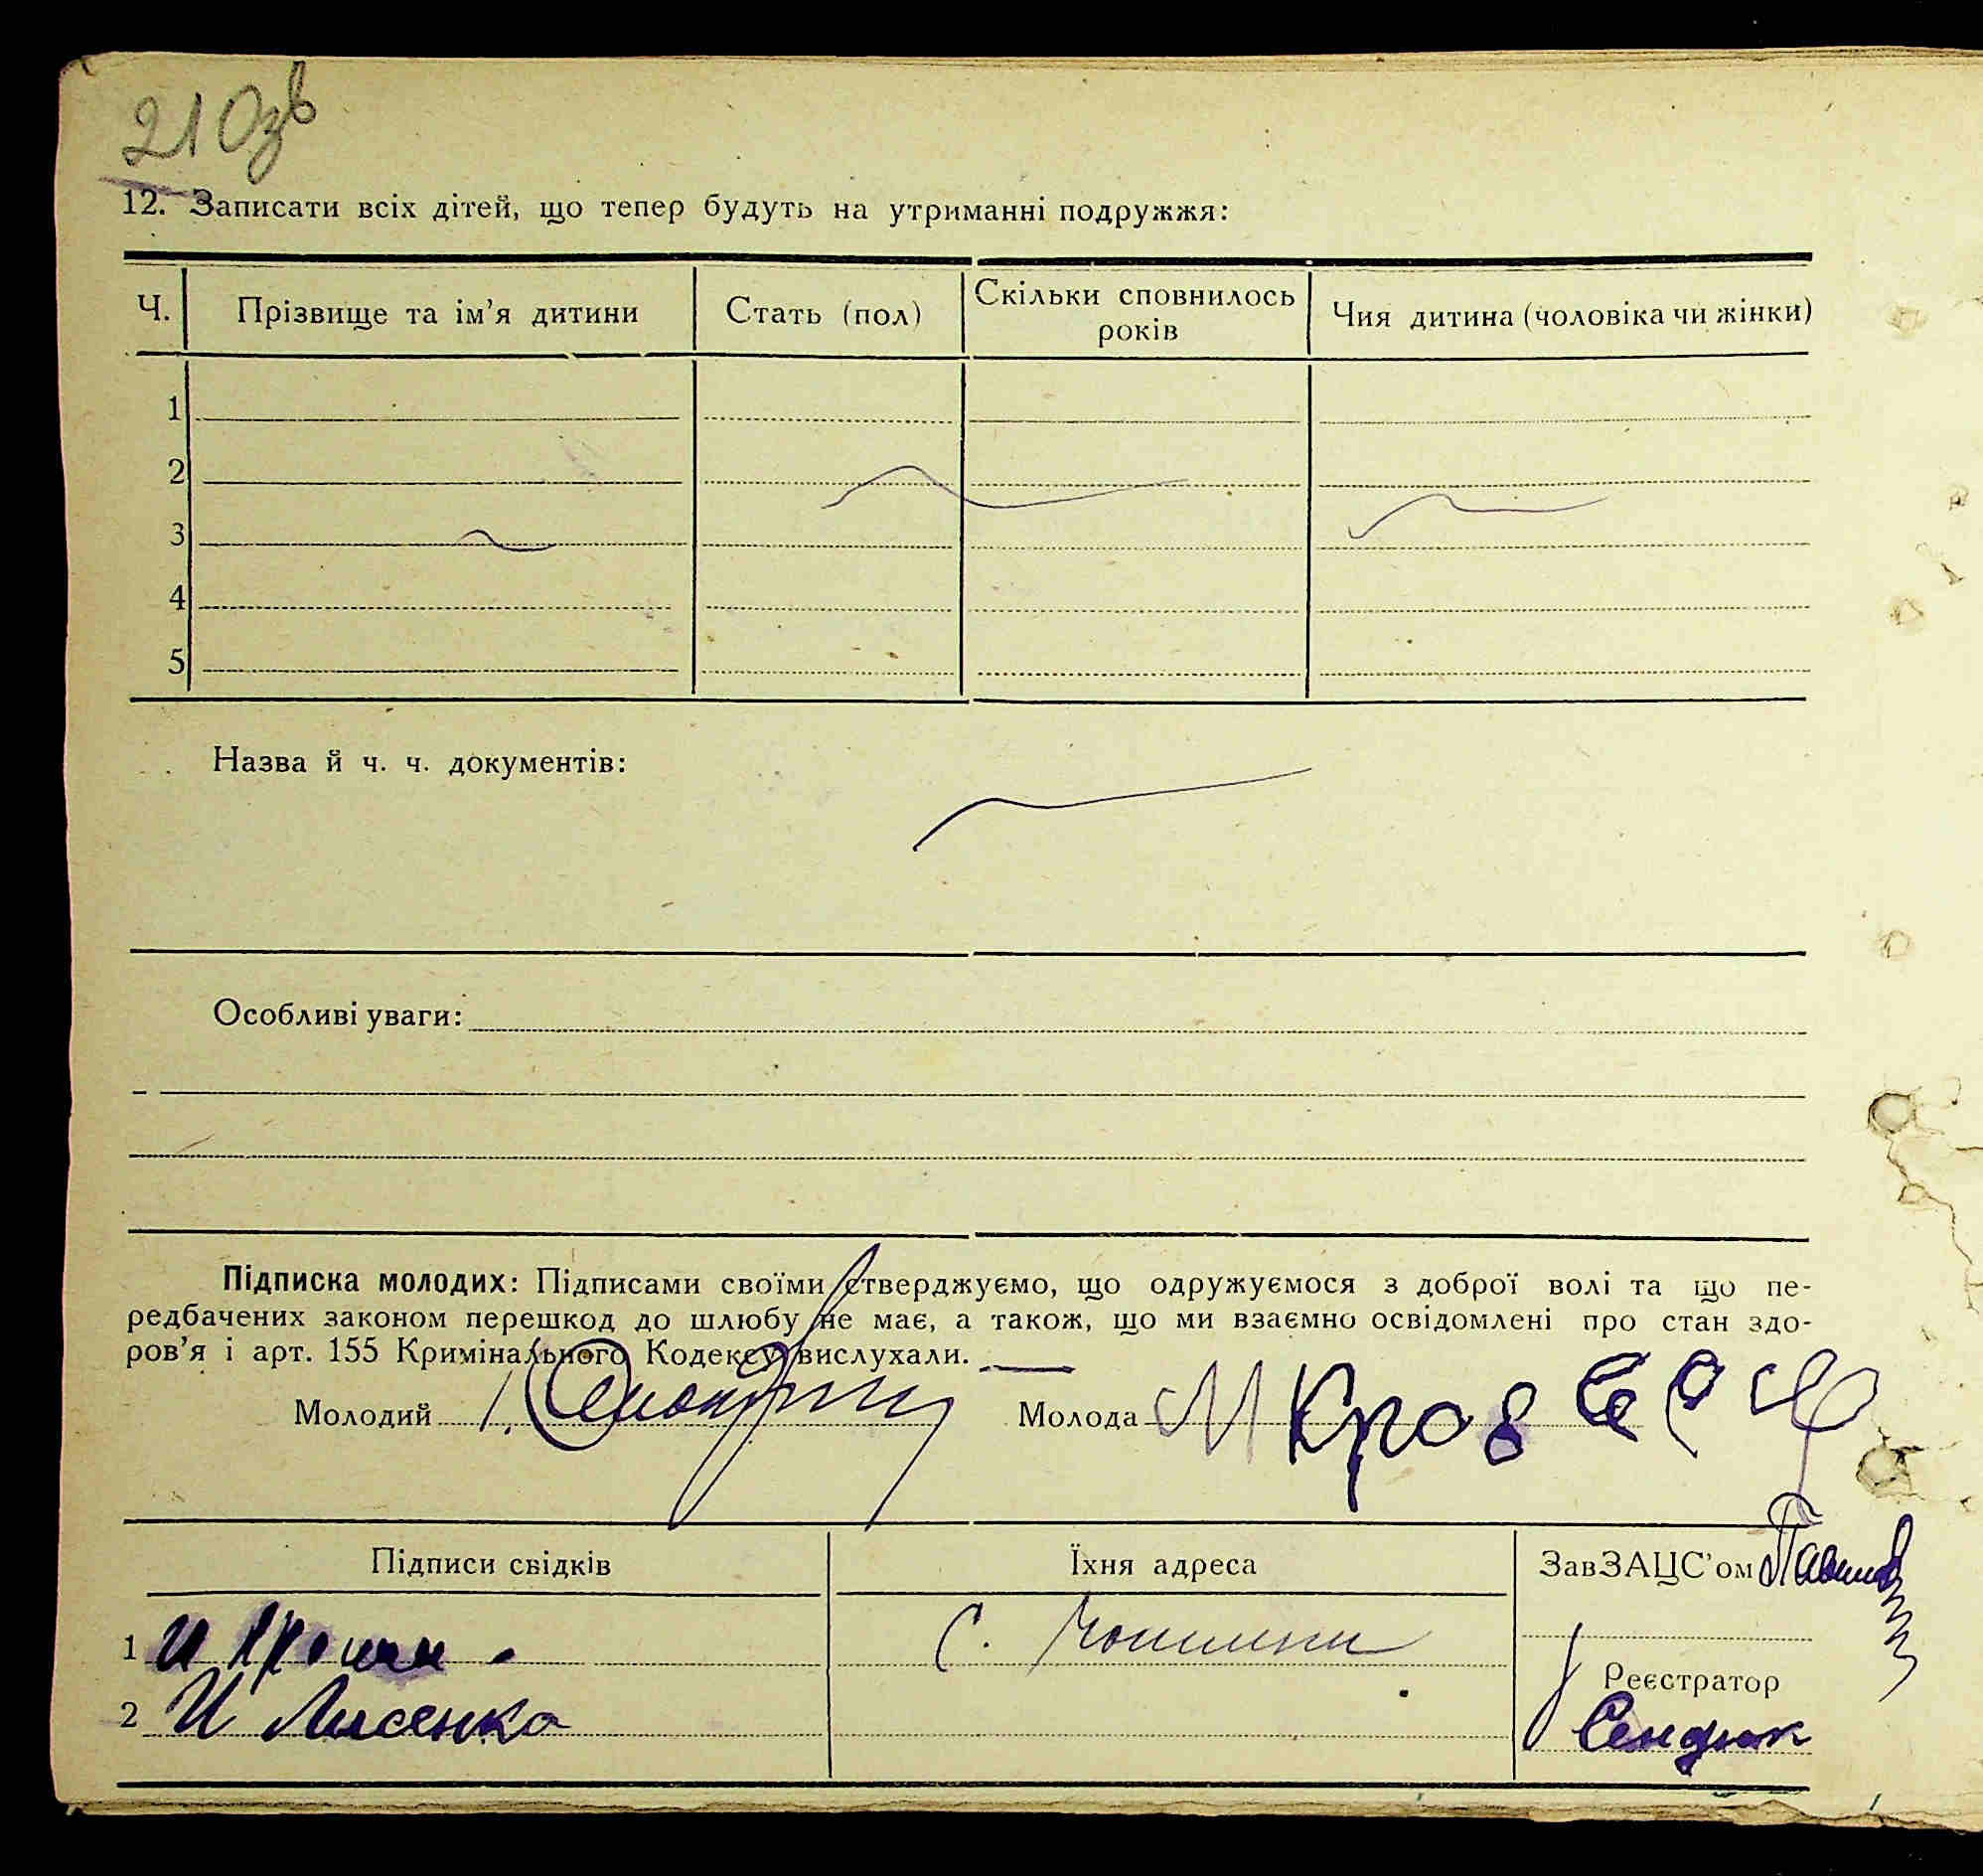 210зв
12. Записати всіх дітей, що тепер будуть на утриманні подружжя:
Ч. Прізвище та ім’я дитини Стать (пол) Скільки сповнилось років Чия дитина (чоловіка чи жінки)
1
2
3
4
5
Назва й ч. ч. документів:
Особливі уваги:
Підписка молодих: Підписами своїми стверджуємо, що одружуємося з доброї волі та що пе-
редбачених законом перешкод до шлюбу не має, а також, що ми взаємно освідомлені про стан здо-
ров’я і арт. 155 Кримінального Кодексу вислухали.
Молодий Молода М
Підписи свідків Їхня адреса ЗавЗАЦС’ом
1 И С.
Реєстратор
2 И Лисенко Сендюк